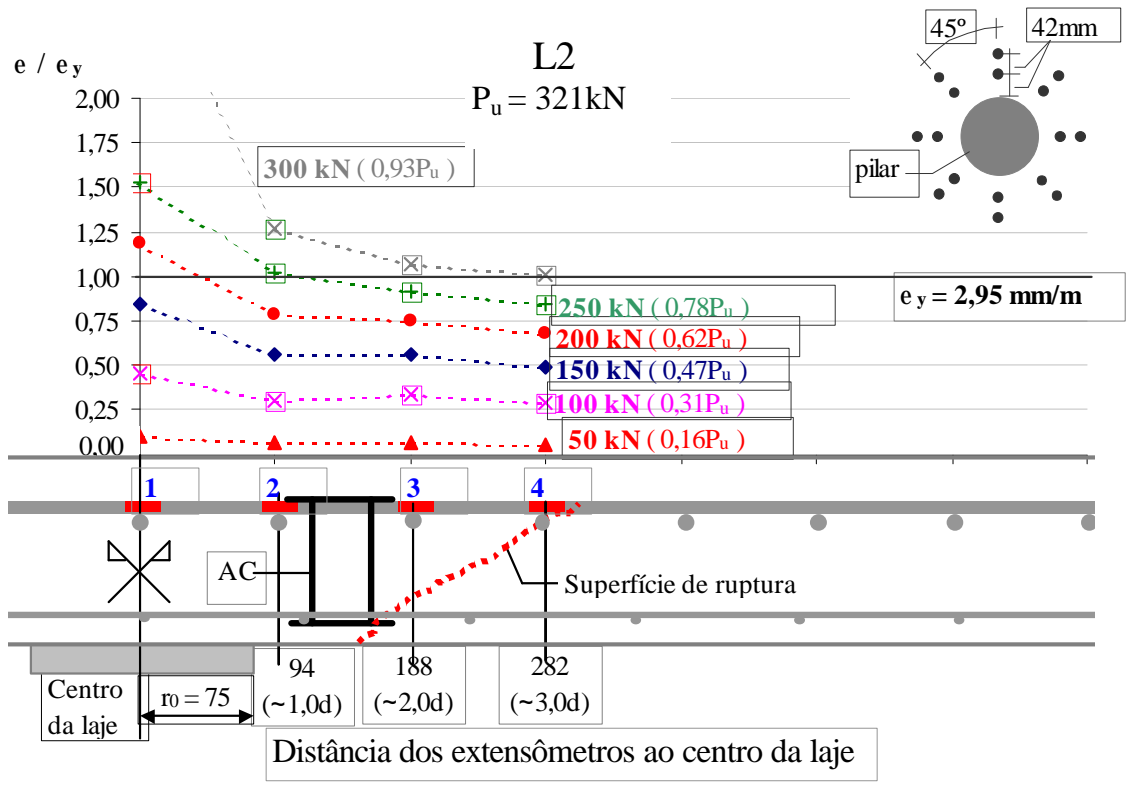 L2
Pu = 321kN
e / ey
45º
42mm
pilar
2,00
1,75
1,50
1,25
1,00
0,75
0,50
0,25
0,00
300 kN ( 0,93Pu )
250 kN ( 0,78Pu )
200 kN ( 0,62Pu )
150 kN ( 0,47Pu )
100 kN ( 0,31Pu )
50 kN ( 0,16Pu )
e y = 2,95 mm/m
1
2
3
4
AC
Superfície de ruptura
Centro
da laje
r0 = 75
94
(~1,0d)
188
(~2,0d)
282
(~3,0d)
Distância dos extensômetros ao centro da laje